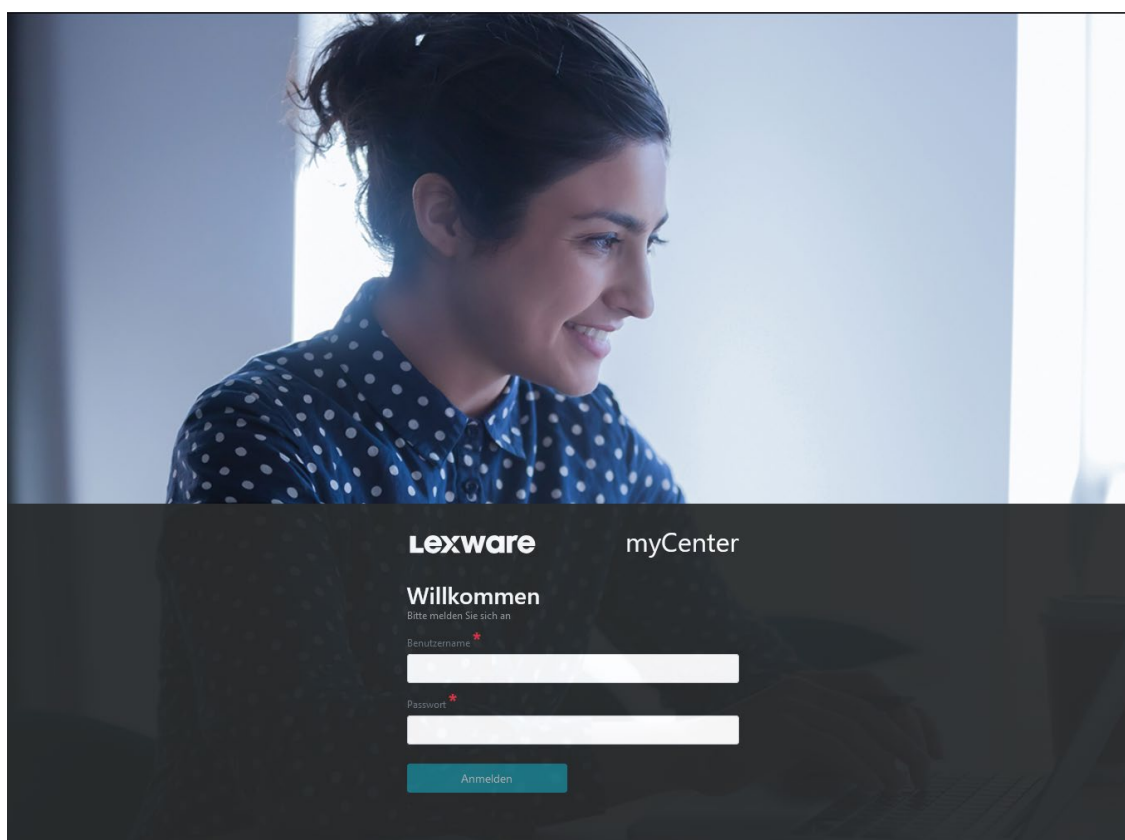 Lexware myCenter
Willkommen
Bitte melden Sie sich an
Benutzername *
Passwort *
Anmelden